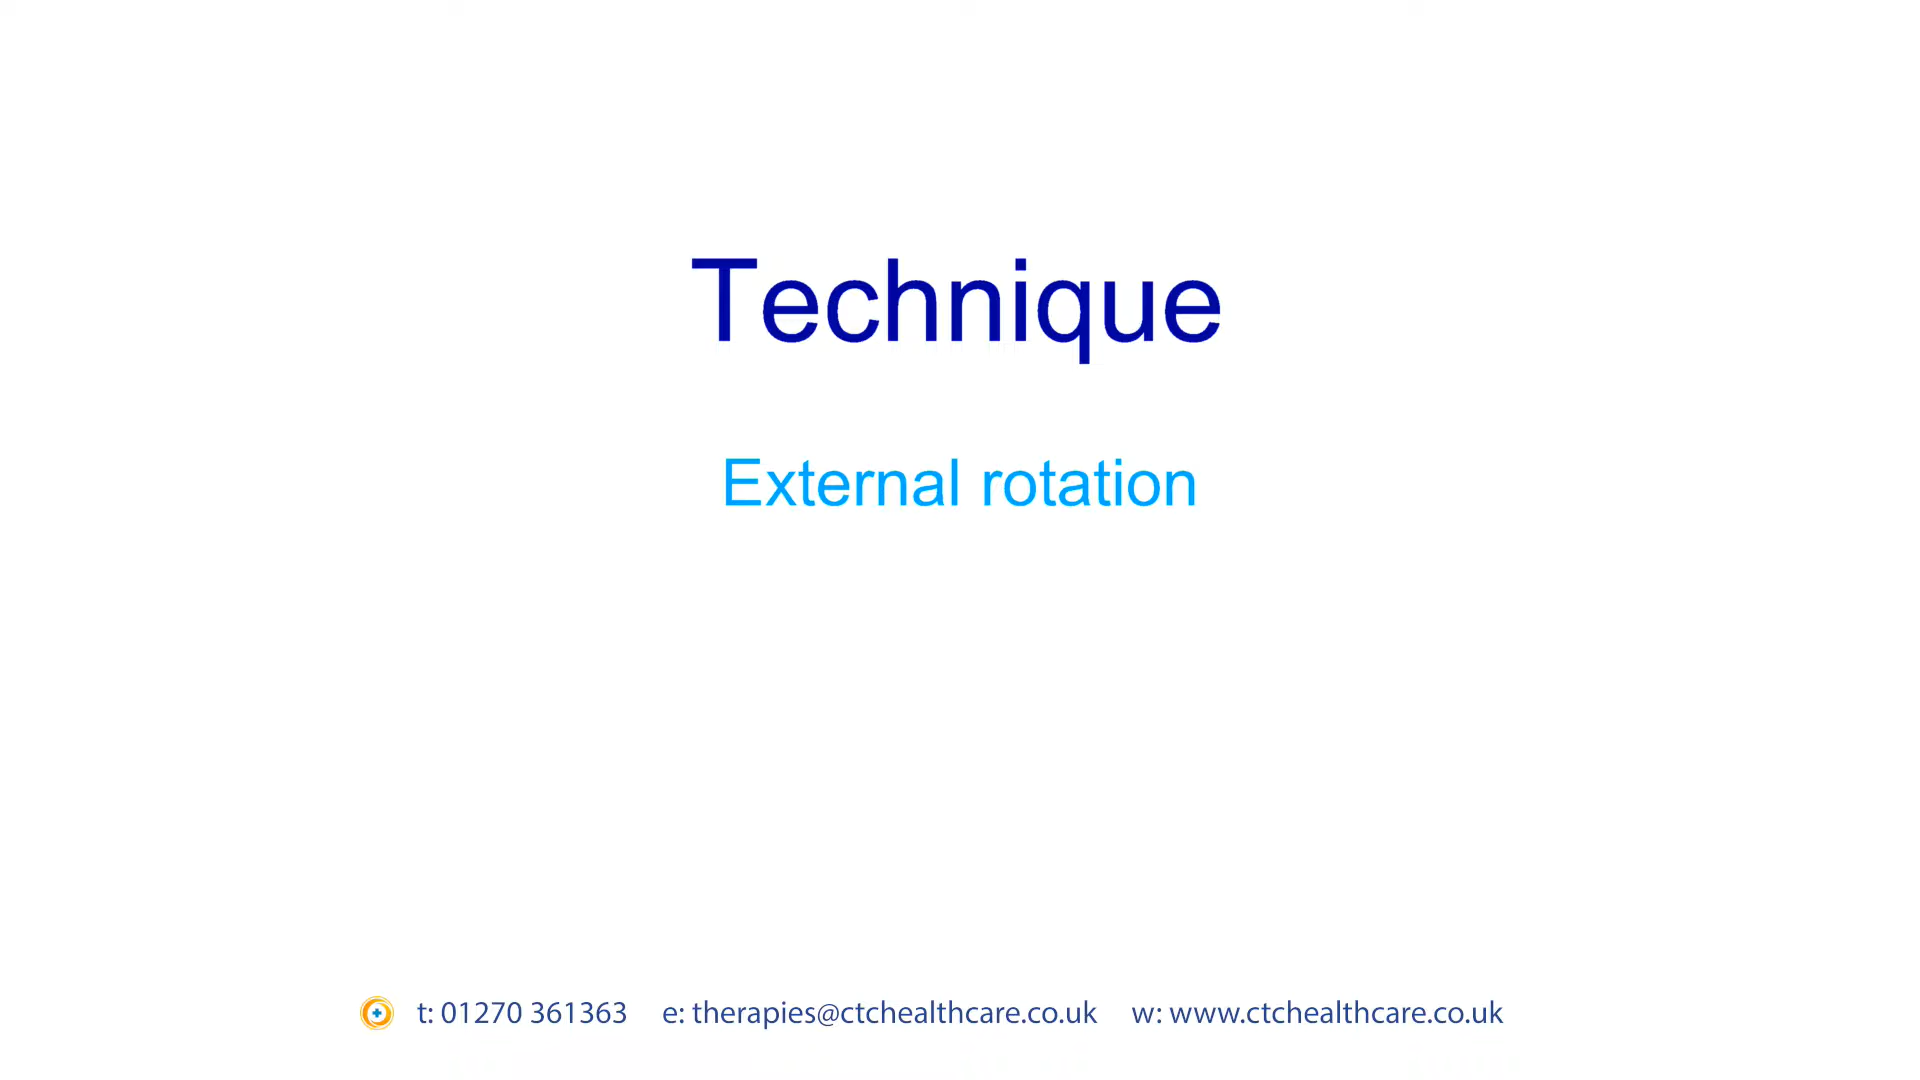 Technique
External rotation
t: 01270 361363 e: therapies@ctchealthcare.co.uk w: www.ctchealthcare.co.uk